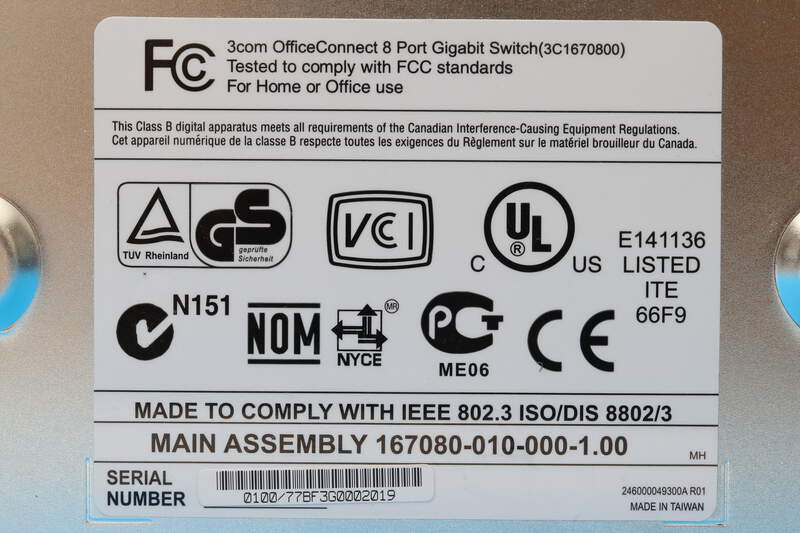 FC
3com OfficeConnect 8 Port Gigabit Switch(3C1670800)
Tested to comply with FCC standards
For Home or Office use
This Class B digital apparatus meets all requirements of the Canadian Interference-Causing Equipment Regulations.
Cet appareil numérique de la classe B respecte toutes les exigences du Règlement sur le matériel brouilleur du Canada.
TUV Rheinland
GS
geprüfte
Sicherheit
VCI
C UL® US
E141136
LISTED
ITE
66F9
N151
NOM
NYCE
MR
PCT
ME06
CE
MADE TO COMPLY WITH IEEE 802.3 ISO/DIS 8802/3
MAIN ASSEMBLY 167080-010-000-1.00
MH
SERIAL
NUMBER
0100/77BF3G0002019
246000049300A R01
MADE IN TAIWAN